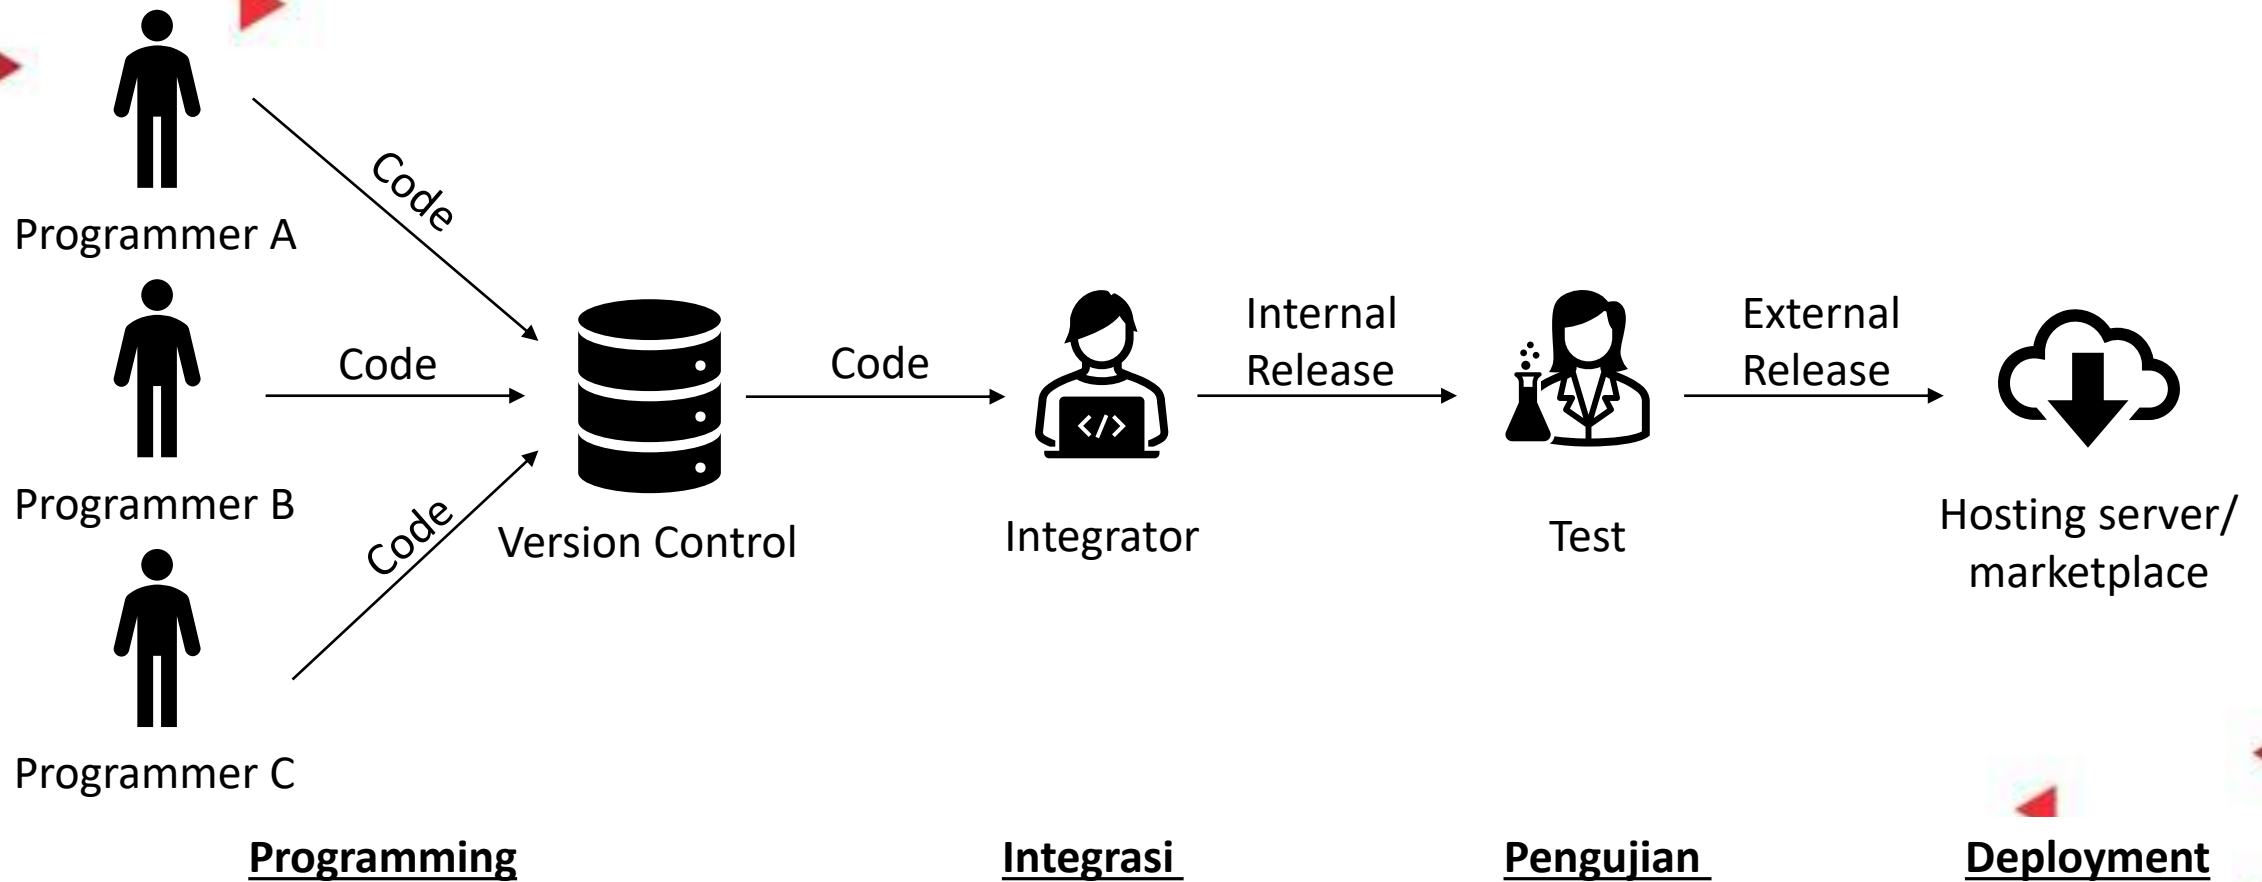 Code
Programmer A
Code
Programmer B
Code
Programmer C
Version Control
Code
</>
Integrator
Internal
Release
Test
External
Release
Hosting server/
marketplace
Programming
Integrasi
Pengujian
Deployment